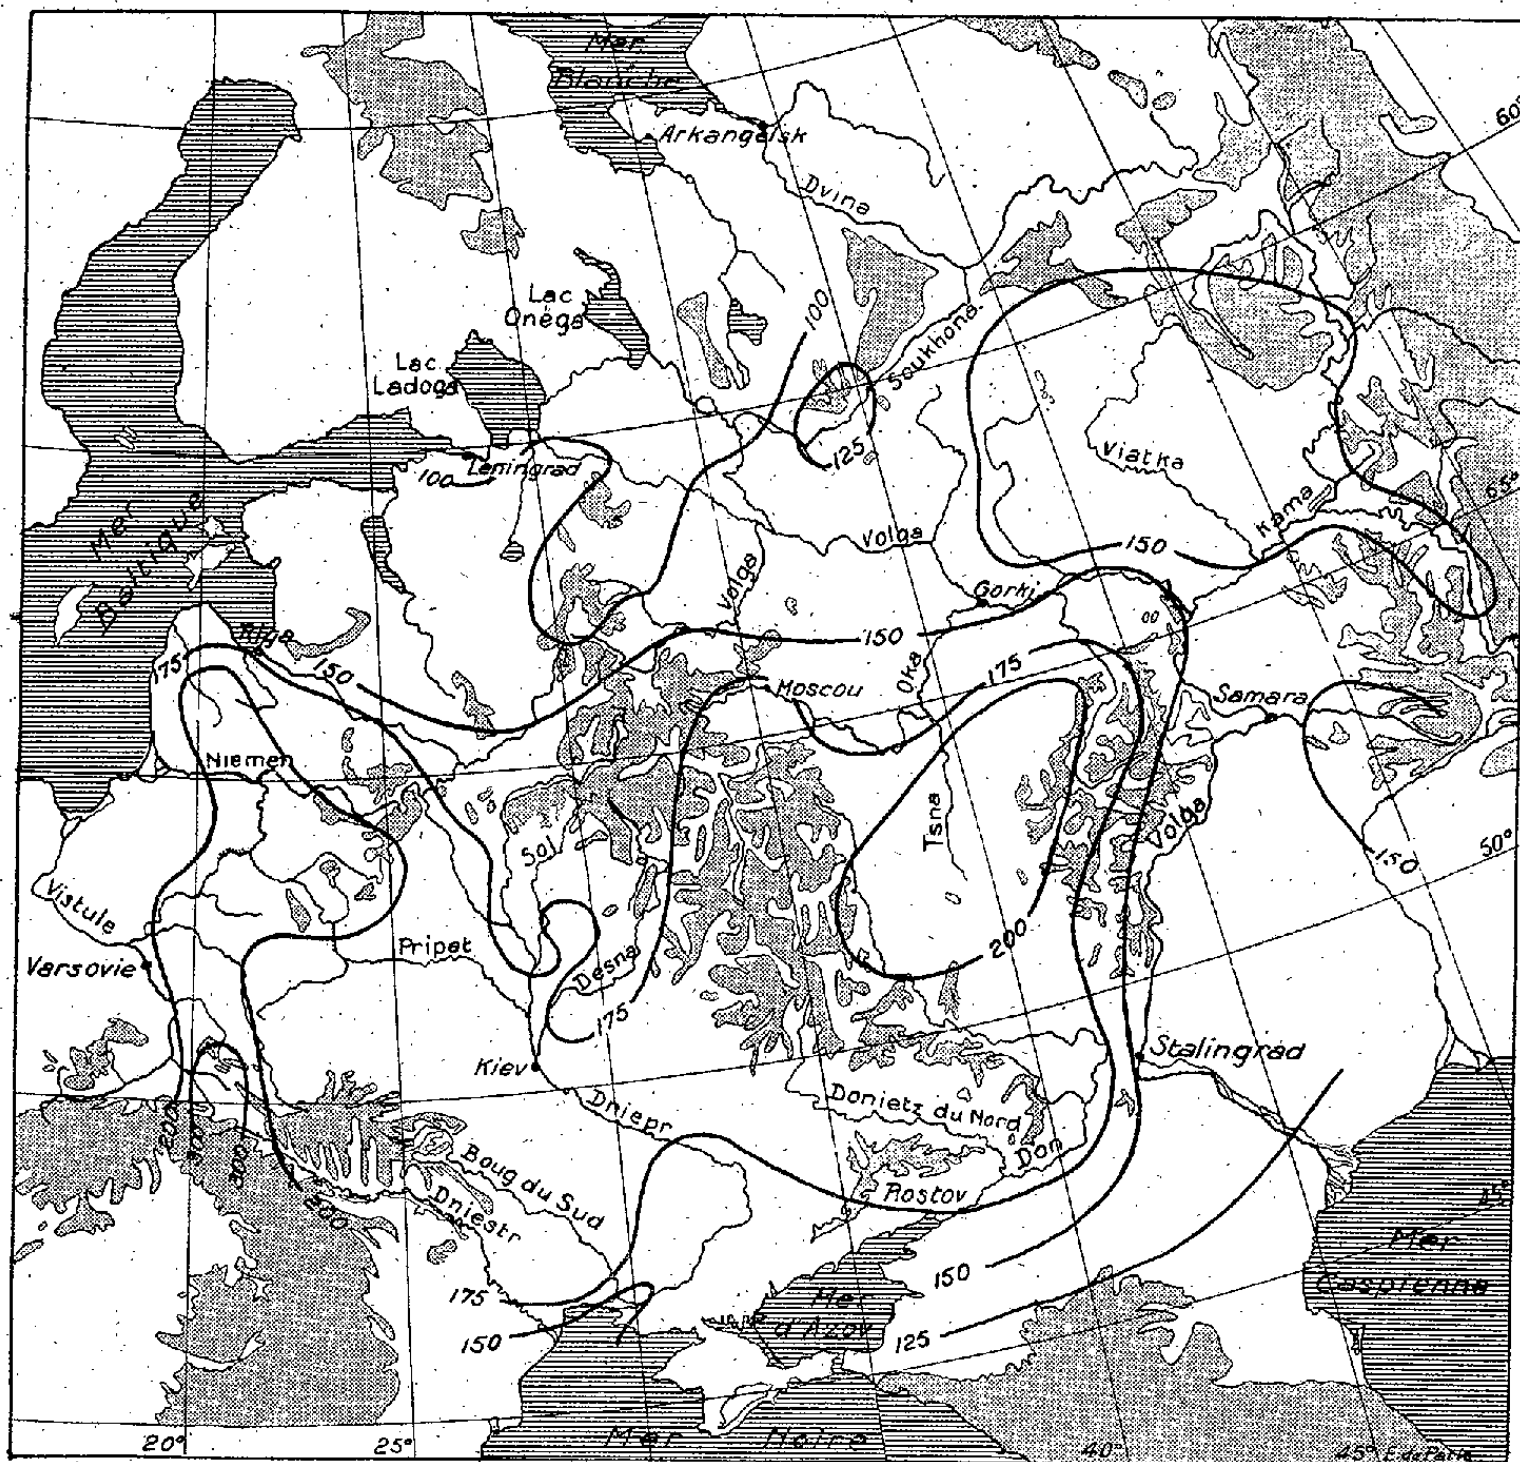 Mer
Blanche
60°
Arkangelsk
Dvina
Lac
Onéga
100
Soukhona
Lac
Ladoga
125
Viatka
Leningrad
100
65°
Kama
Mer
Baltique
Volga
150
Volga
Gorki
Riga
150
175
150
175
Oka
Moscou
Samara
Niemen
Tsna
Volga
Sol
150
50°
Vistule
200
Pripet
Varsovie
Desna
175
Stalingrad
Kiev
Dniepr
Donietz du Nord
200
300
300
Don
Boug du Sud
Rostov
45°
Dniestr
200
Mer
Caspienne
150
175
Mer
d'Azov
150
125
Mer Noire
20°
25°
40°
45°